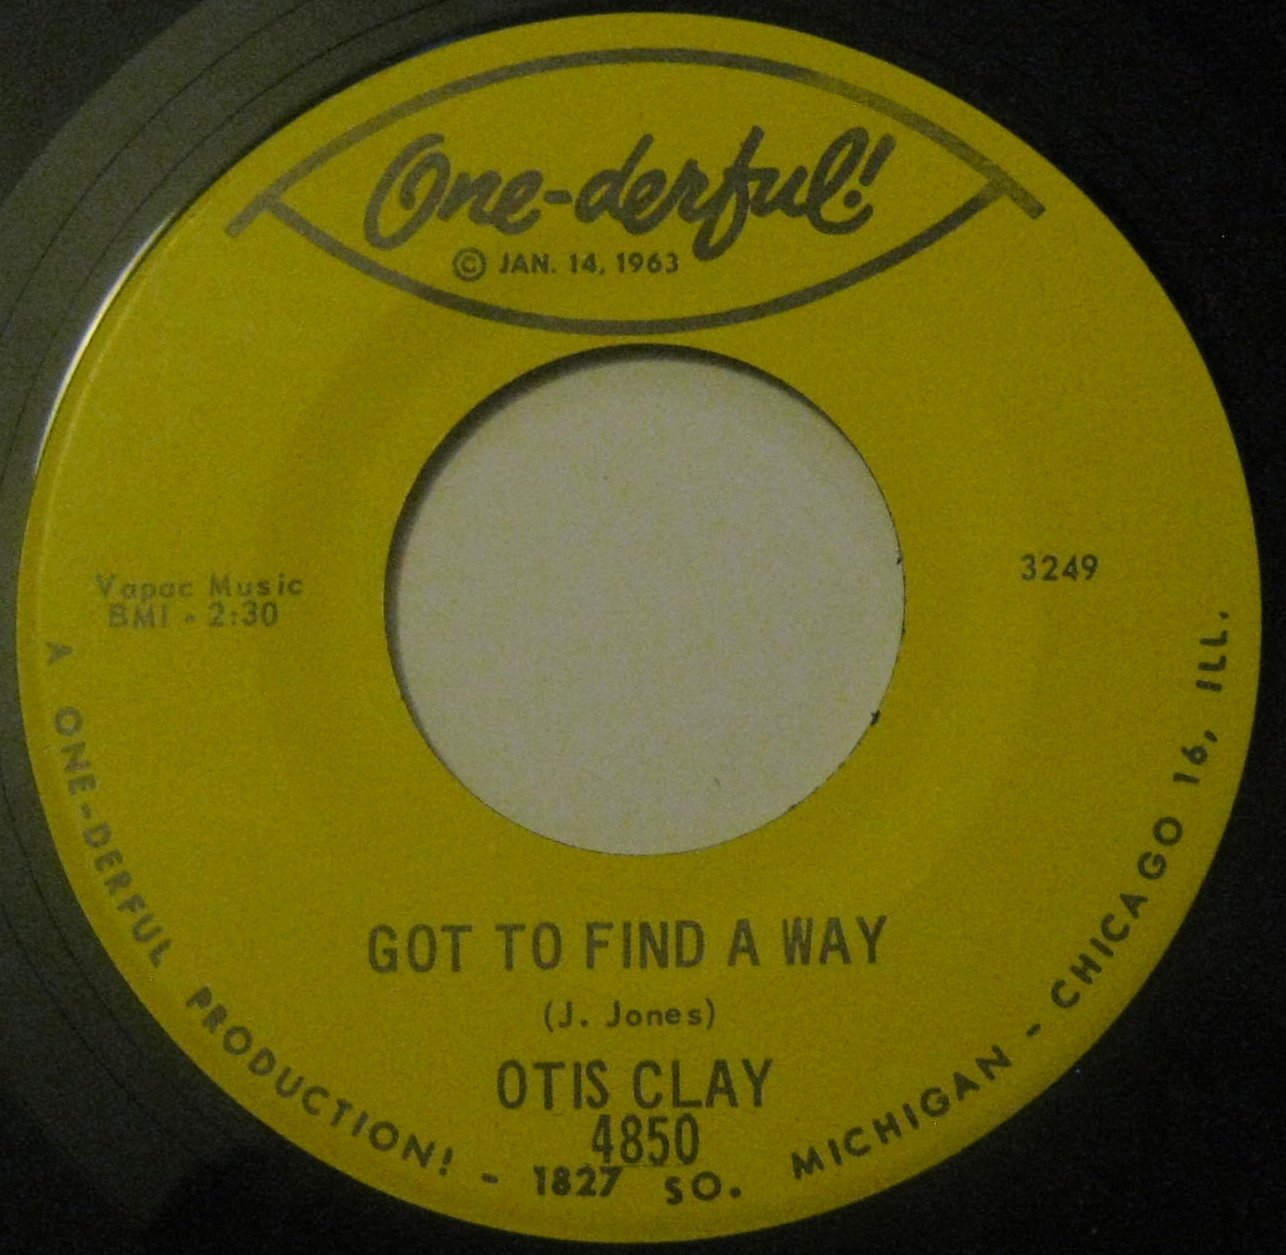 One-derful!
© JAN. 14, 1963
Vapac Music
BMI - 2:30
3249
GOT TO FIND A WAY
(J. Jones)
OTIS CLAY
4850
A ONE-DERFUL PRODUCTION! - 1827 SO. MICHIGAN - CHICAGO 16, ILL.